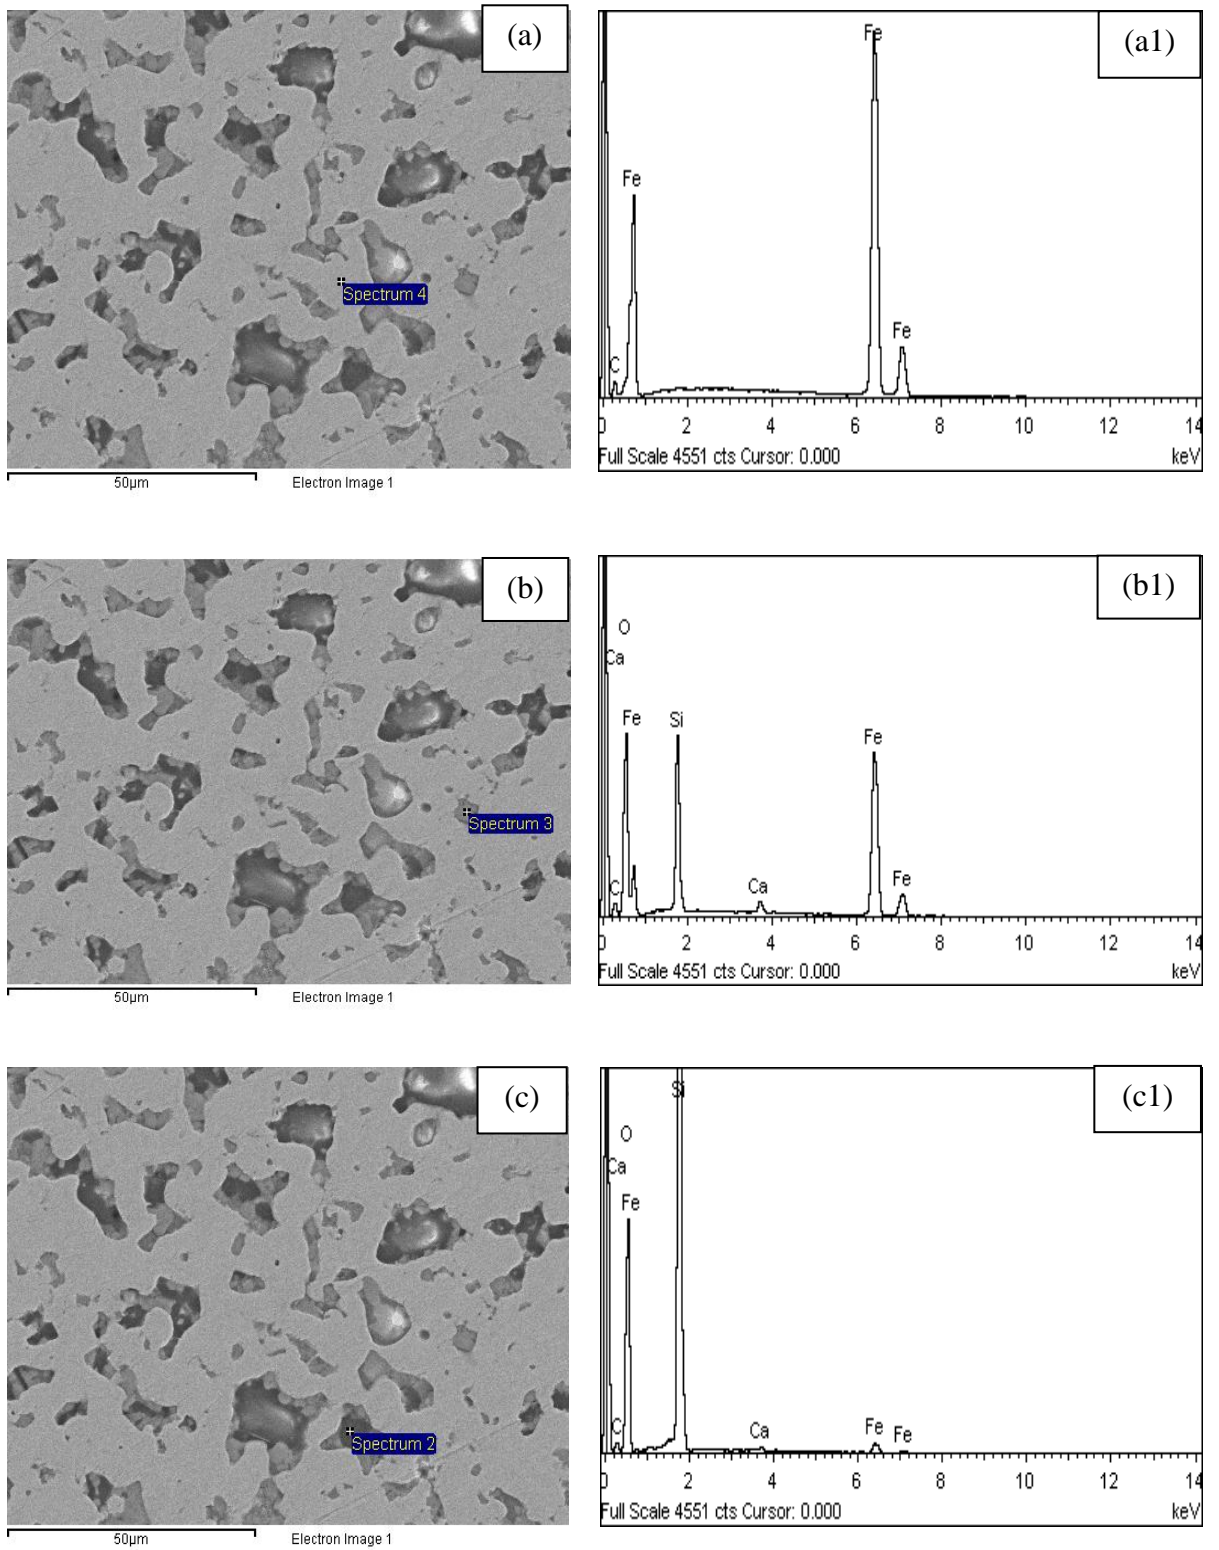 (a)
Spectrum 4
50µm Electron Image 1
(a1)
Fe
Fe
Fe
C
0 2 4 6 8 10 12 14
Full Scale 4551 cts Cursor: 0.000 keV
(b)
Spectrum 3
50µm Electron Image 1
(b1)
O
Ca
Fe Si
Fe
Ca Fe
C
0 2 4 6 8 10 12 14
Full Scale 4551 cts Cursor: 0.000 keV
(c)
Spectrum 2
50µm Electron Image 1
(c1)
Si
O
Ca
Fe
C Ca Fe Fe
0 2 4 6 8 10 12 14
Full Scale 4551 cts Cursor: 0.000 keV